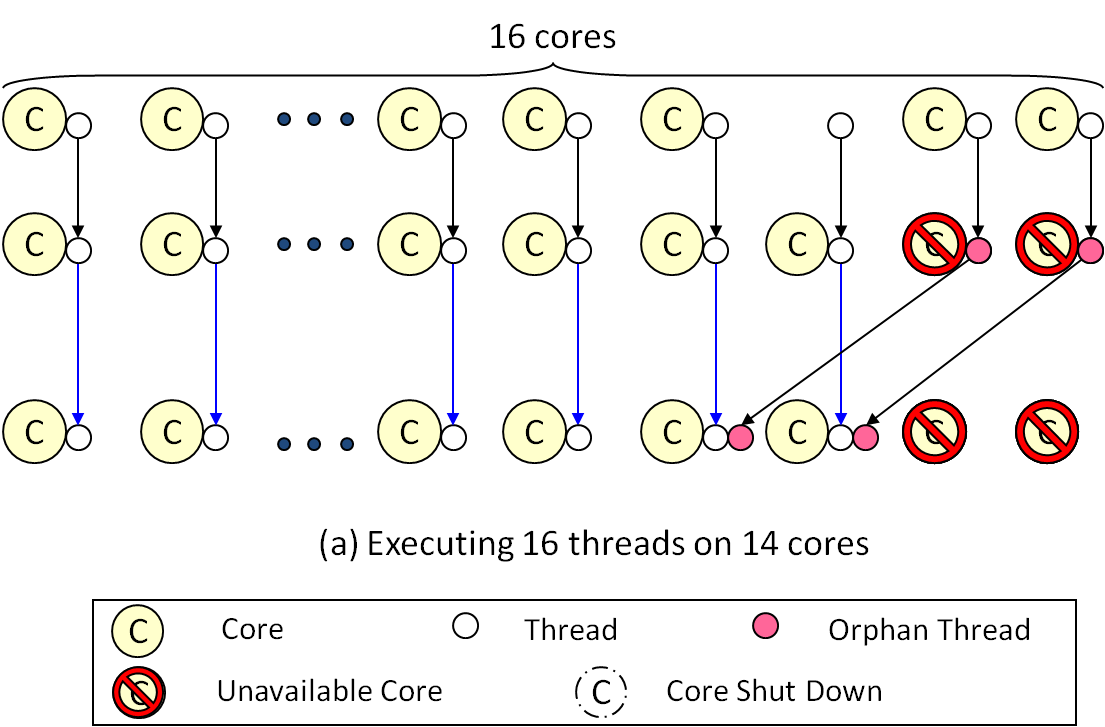 16 cores
C C C C C C C
C C C C C C C C
C C C C C C C C
(a) Executing 16 threads on 14 cores
C Core Thread Orphan Thread
C Unavailable Core C Core Shut Down